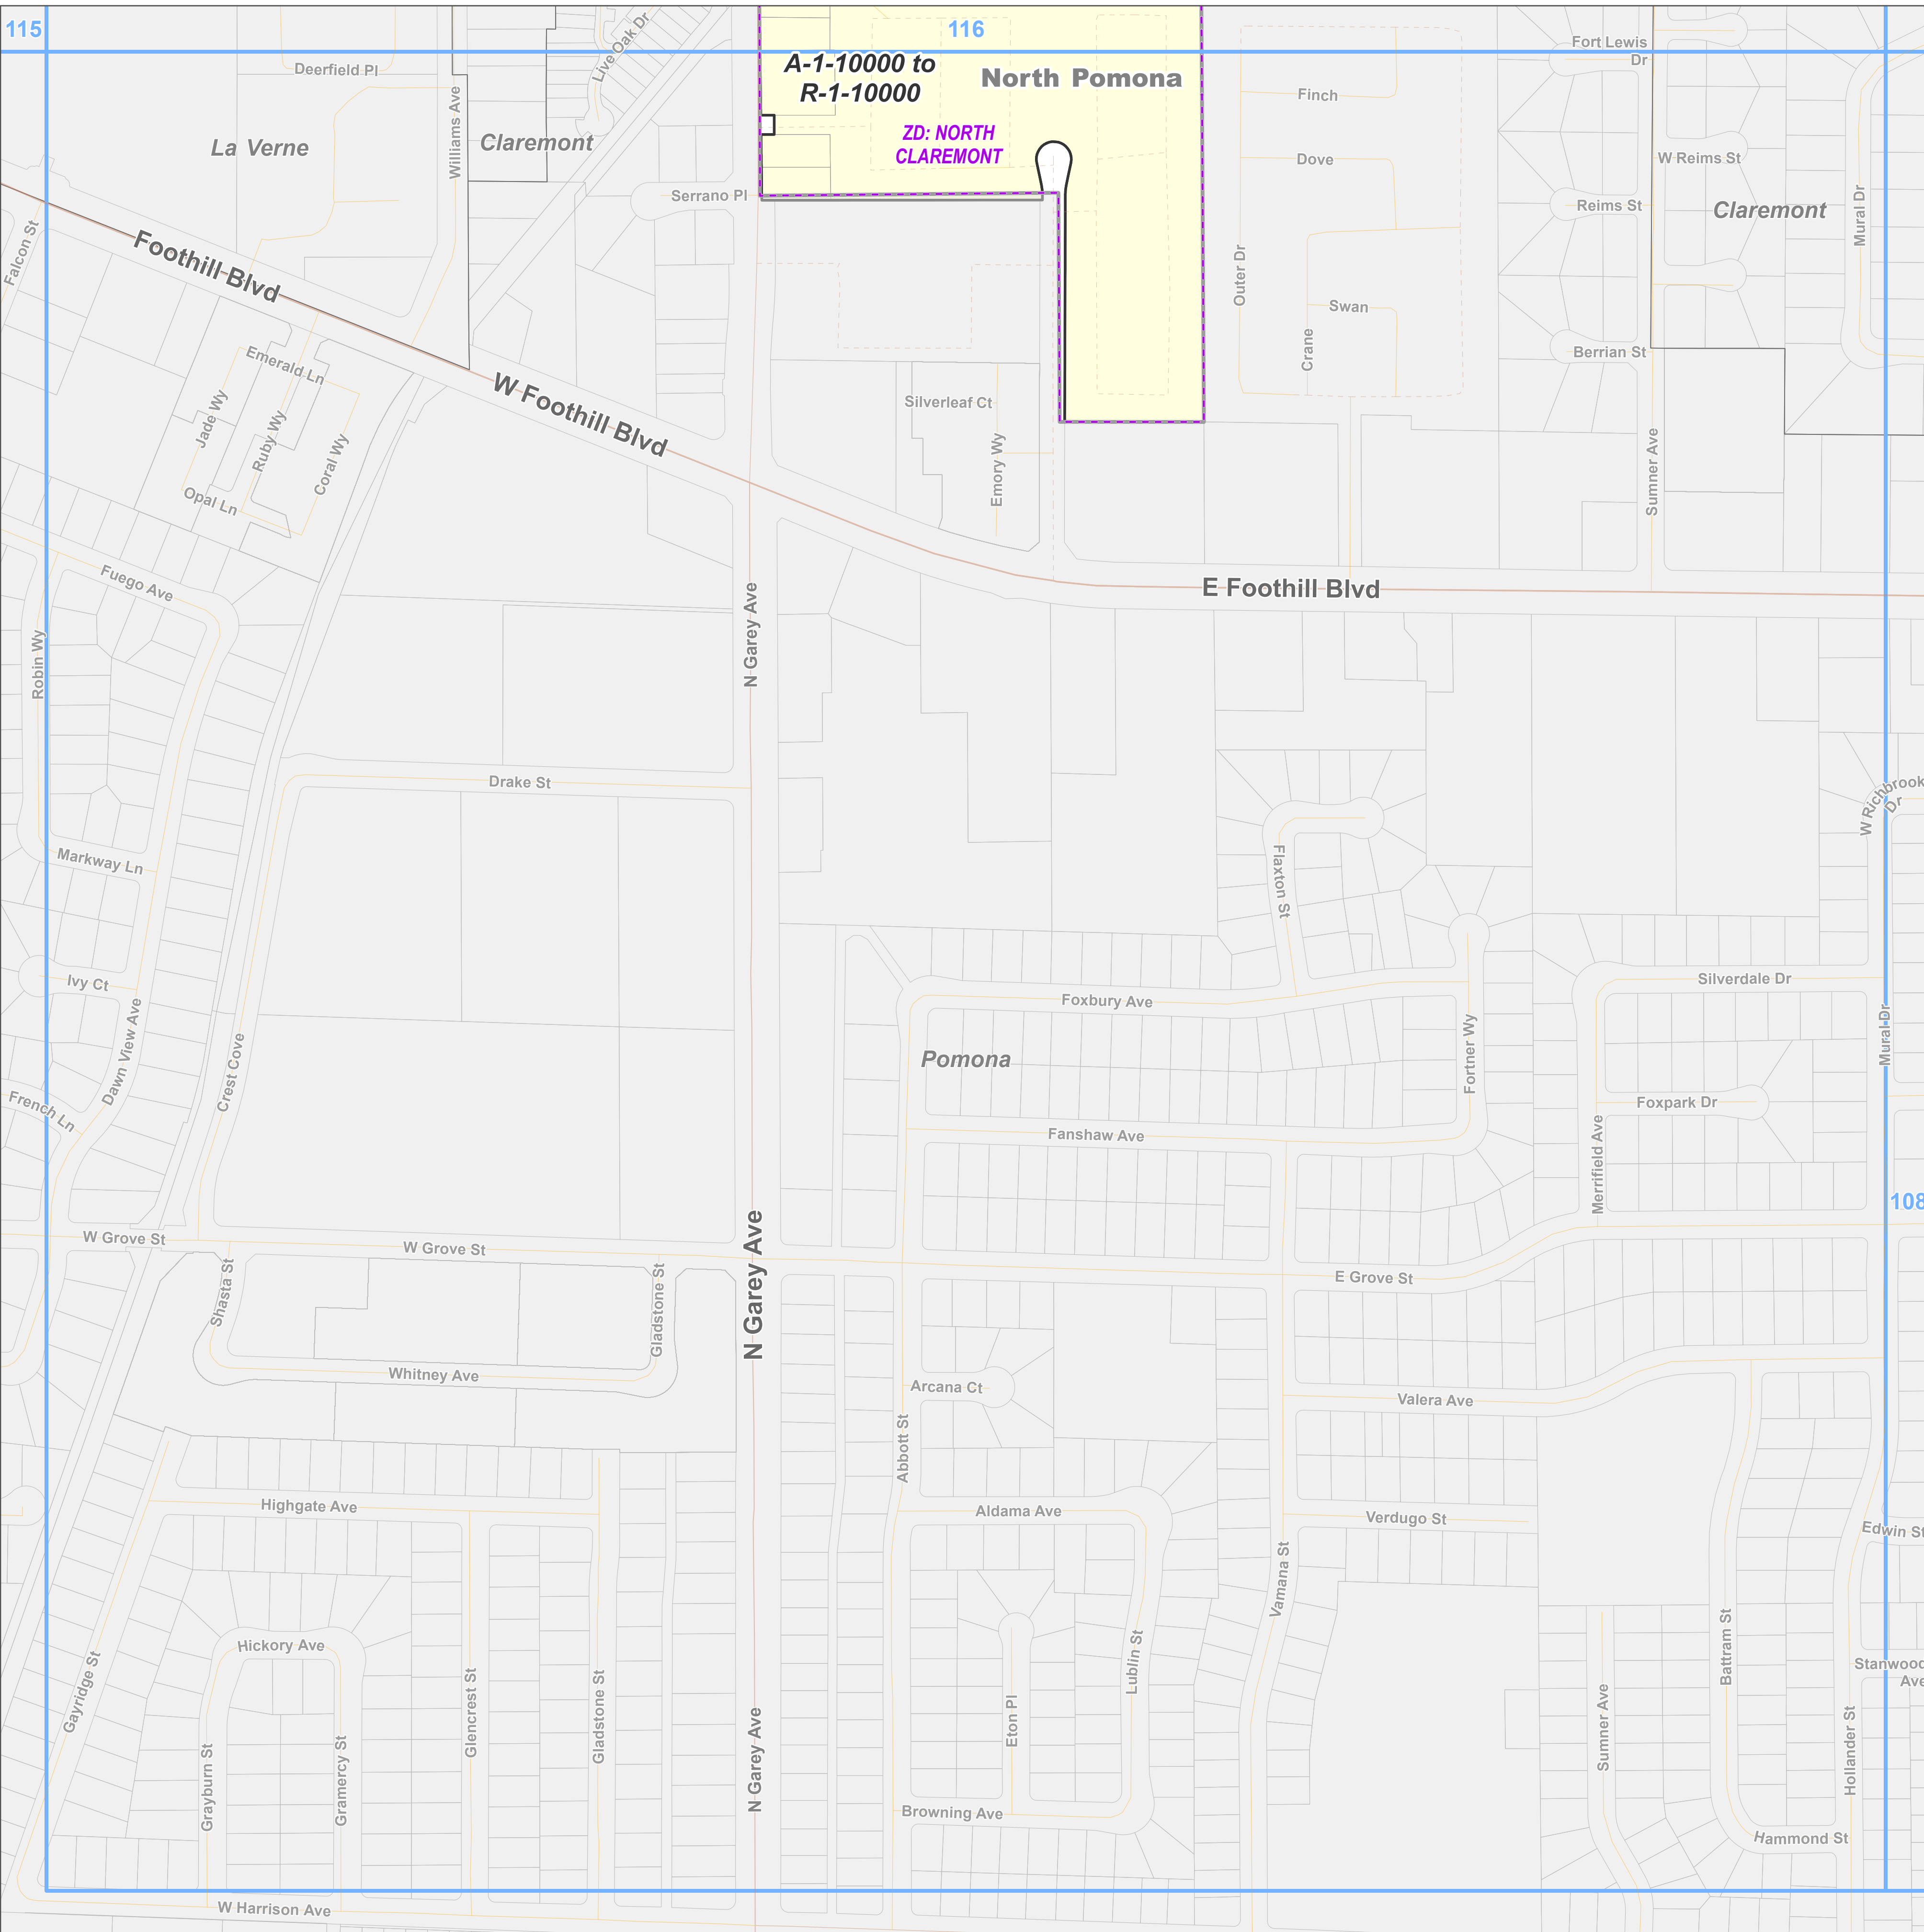 115
116
Live Oak Dr
Fort Lewis
Dr
A-1-10000 to
R-1-10000
North Pomona
Deerfield Pl
Finch
Williams Ave
La Verne
Claremont
ZD: NORTH
CLAREMONT
Dove
W Reims St
Serrano Pl
Reims St
Claremont
Mural Dr
Falcon St
Foothill Blvd
Outer Dr
Swan
Crane
Berrian St
Emerald Ln
W Foothill Blvd
Jade Wy
Ruby Wy
Coral Wy
Opal Ln
Silverleaf Ct
Emory Wy
Sumner Ave
Fuego Ave
E Foothill Blvd
N Garey Ave
Robin Wy
Drake St
W Richbrook
Dr
Markway Ln
Flaxton St
Ivy Ct
Silverdale Dr
Foxbury Ave
Dawn View Ave
Crest Cove
Pomona
Fortner Wy
Mural Dr
French Ln
Foxpark Dr
Fanshaw Ave
Merrifield Ave
108
W Grove St
W Grove St
N Garey Ave
E Grove St
Shasta St
Gladstone St
Whitney Ave
Arcana Ct
Valera Ave
Abbott St
Highgate Ave
Aldama Ave
Verdugo St
Edwin St
Vamana St
Hickory Ave
Gayridge St
Lublin St
Battram St
Stanwood
Ave
Glencrest St
Gladstone St
Eton Pl
Sumner Ave
Grayburn St
Gramercy St
N Garey Ave
Hollander St
Browning Ave
Hammond St
W Harrison Ave